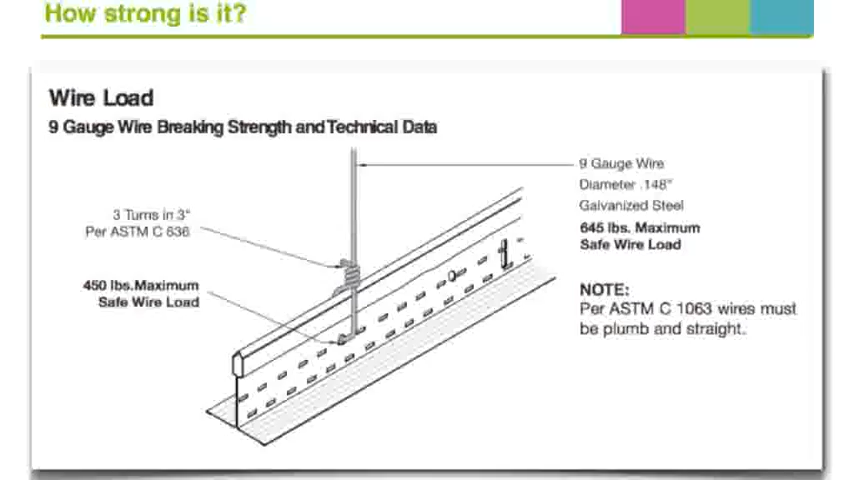 How strong is it?
Wire Load
9 Gauge Wire Breaking Strength and Technical Data
9 Gauge Wire
Diameter .148"
Galvanized Steel
645 lbs. Maximum
Safe Wire Load
3 Turns in 3"
Per ASTM C 636
450 lbs.Maximum
Safe Wire Load
NOTE:
Per ASTM C 1063 wires must
be plumb and straight.